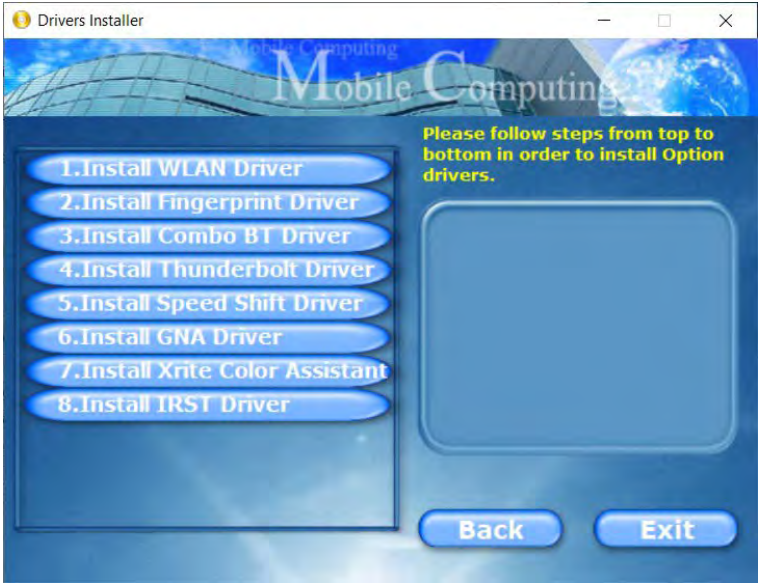 Drivers Installer
Mobile Computing
Mobile Computing
Please follow steps from top to
bottom in order to install Option
drivers.
1.Install WLAN Driver
2.Install Fingerprint Driver
3.Install Combo BT Driver
4.Install Thunderbolt Driver
5.Install Speed Shift Driver
6.Install GNA Driver
7.Install Xrite Color Assistant
8.Install IRST Driver
Back
Exit